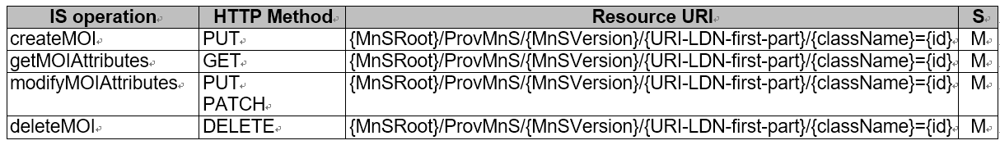 IS operation HTTP Method Resource URI S
createMOI PUT {MnSRoot}/ProvMnS/{MnSVersion}/{URI-LDN-first-part}/{className}={id} M
getMOIAttributes GET {MnSRoot}/ProvMnS/{MnSVersion}/{URI-LDN-first-part}/{className}={id} M
modifyMOIAttributes PUT {MnSRoot}/ProvMnS/{MnSVersion}/{URI-LDN-first-part}/{className}={id} M
PATCH
deleteMOI DELETE {MnSRoot}/ProvMnS/{MnSVersion}/{URI-LDN-first-part}/{className}={id} M